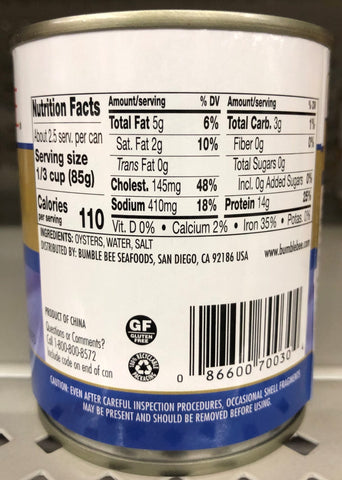 Nutrition Facts
About 2.5 serv. per can
Serving size
1/3 cup (85g)
Calories
per serving
110
Amount/serving % DV
Total Fat 5g 6%
Sat. Fat 2g 10%
Trans Fat 0g
Cholest. 145mg 48%
Sodium 410mg 18%
Amount/serving % DV
Total Carb. 3g 1%
Fiber 0g 0%
Total Sugars 0g
Incl. 0g Added Sugars 0%
Protein 14g
Vit. D 0% • Calcium 2% • Iron 35% • Potas. 0%
INGREDIENTS: OYSTERS, WATER, SALT
DISTRIBUTED BY: BUMBLE BEE SEAFOODS, SAN DIEGO, CA 92186 USA
www.bumblebee.com
PRODUCT OF CHINA
Questions or Comments?
Call 1-800-800-8572
Include code on end of can
GF
GLUTEN
FREE
0 86600 70030 4
CAUTION: EVEN AFTER CAREFUL INSPECTION PROCEDURES, OCCASIONAL SHELL FRAGMENTS
MAY BE PRESENT AND SHOULD BE REMOVED BEFORE USING.